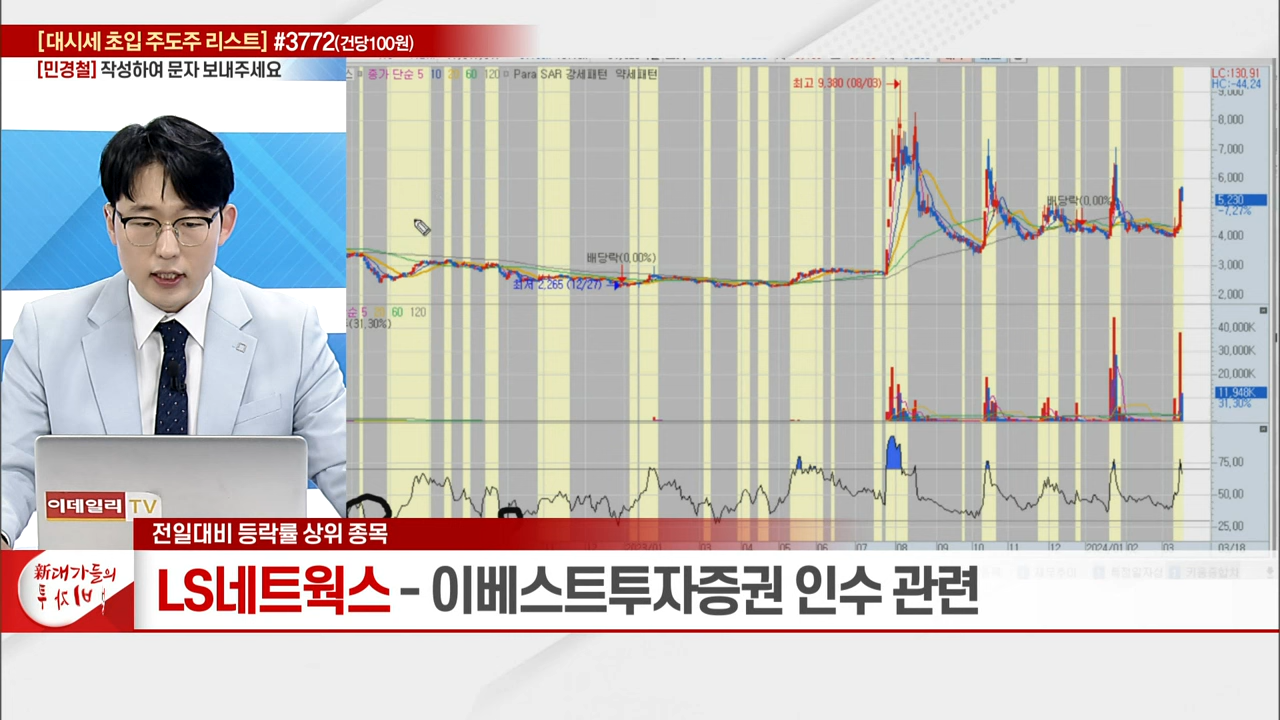 [대시세 초입 주도주 리스트] #3772(건당100원)
[민경철] 작성하여 문자 보내주세요
종가 단순 5 10 20 60 120 Para SAR 강세패턴 약세패턴
LC:130.91
HC:-44.24
최고 9,380 (08/03)
9,000
8,000
7,000
6,000
5,230
-7.27%
4,000
3,000
2,000
배당락(0,00%)
배당락(0,00%)
최저 2,265 (12/27)
순 5 20 60 120
(31,30%)
40,000K
30,000K
20,000K
11,948K
31,30%
75,00
50,00
25,00
03 04 05 06 07 08 09 10 11 12 2024/01 02 03 03/18
이데일리 TV
전일대비 등락률 상위 종목
新대가들의
투자비
LS네트웍스 - 이베스트투자증권 인수 관련